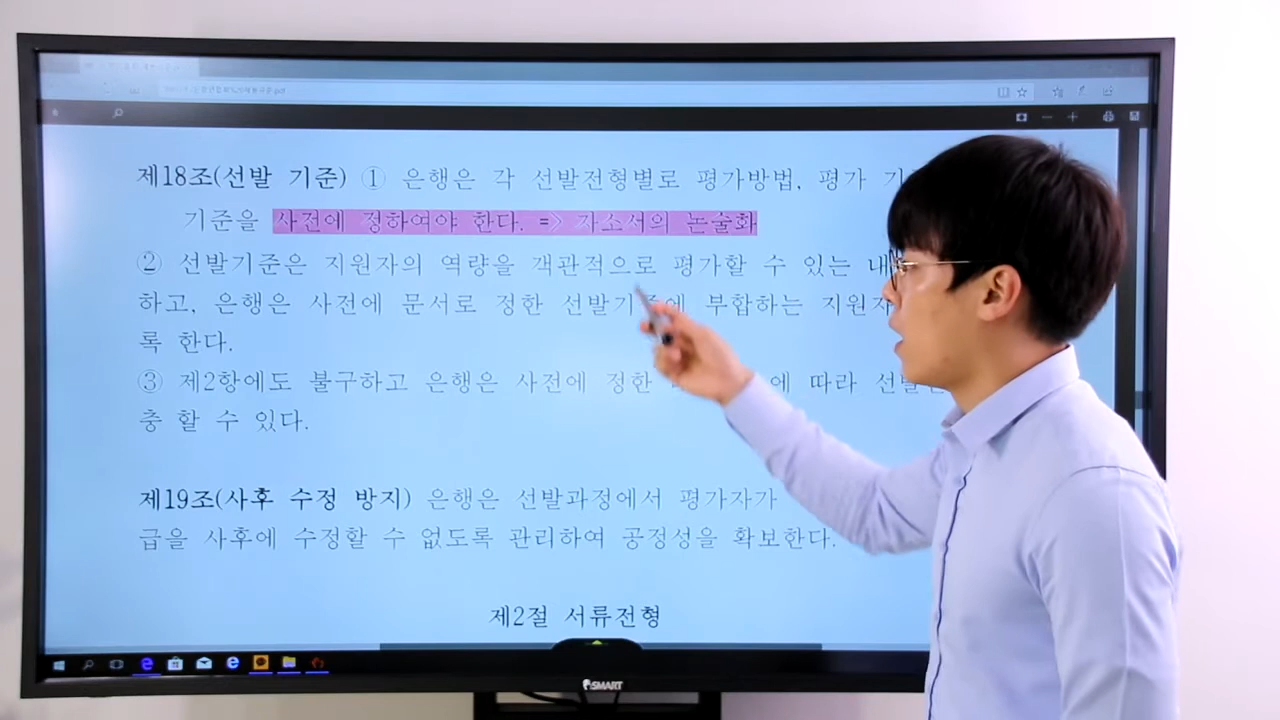 제18조(선발 기준) ① 은행은 각 선발전형별로 평가방법, 평가 기
기준을 사전에 정하여야 한다. => 자소서의 논술화
② 선발기준은 지원자의 역량을 객관적으로 평가할 수 있는 내
하고, 은행은 사전에 문서로 정한 선발기준에 부합하는 지원자
록 한다.
③ 제2항에도 불구하고 은행은 사전에 정한 에 따라 선발
충 할 수 있다.
제19조(사후 수정 방지) 은행은 선발과정에서 평가자가
급을 사후에 수정할 수 없도록 관리하여 공정성을 확보한다.
제2절 서류전형
SMART